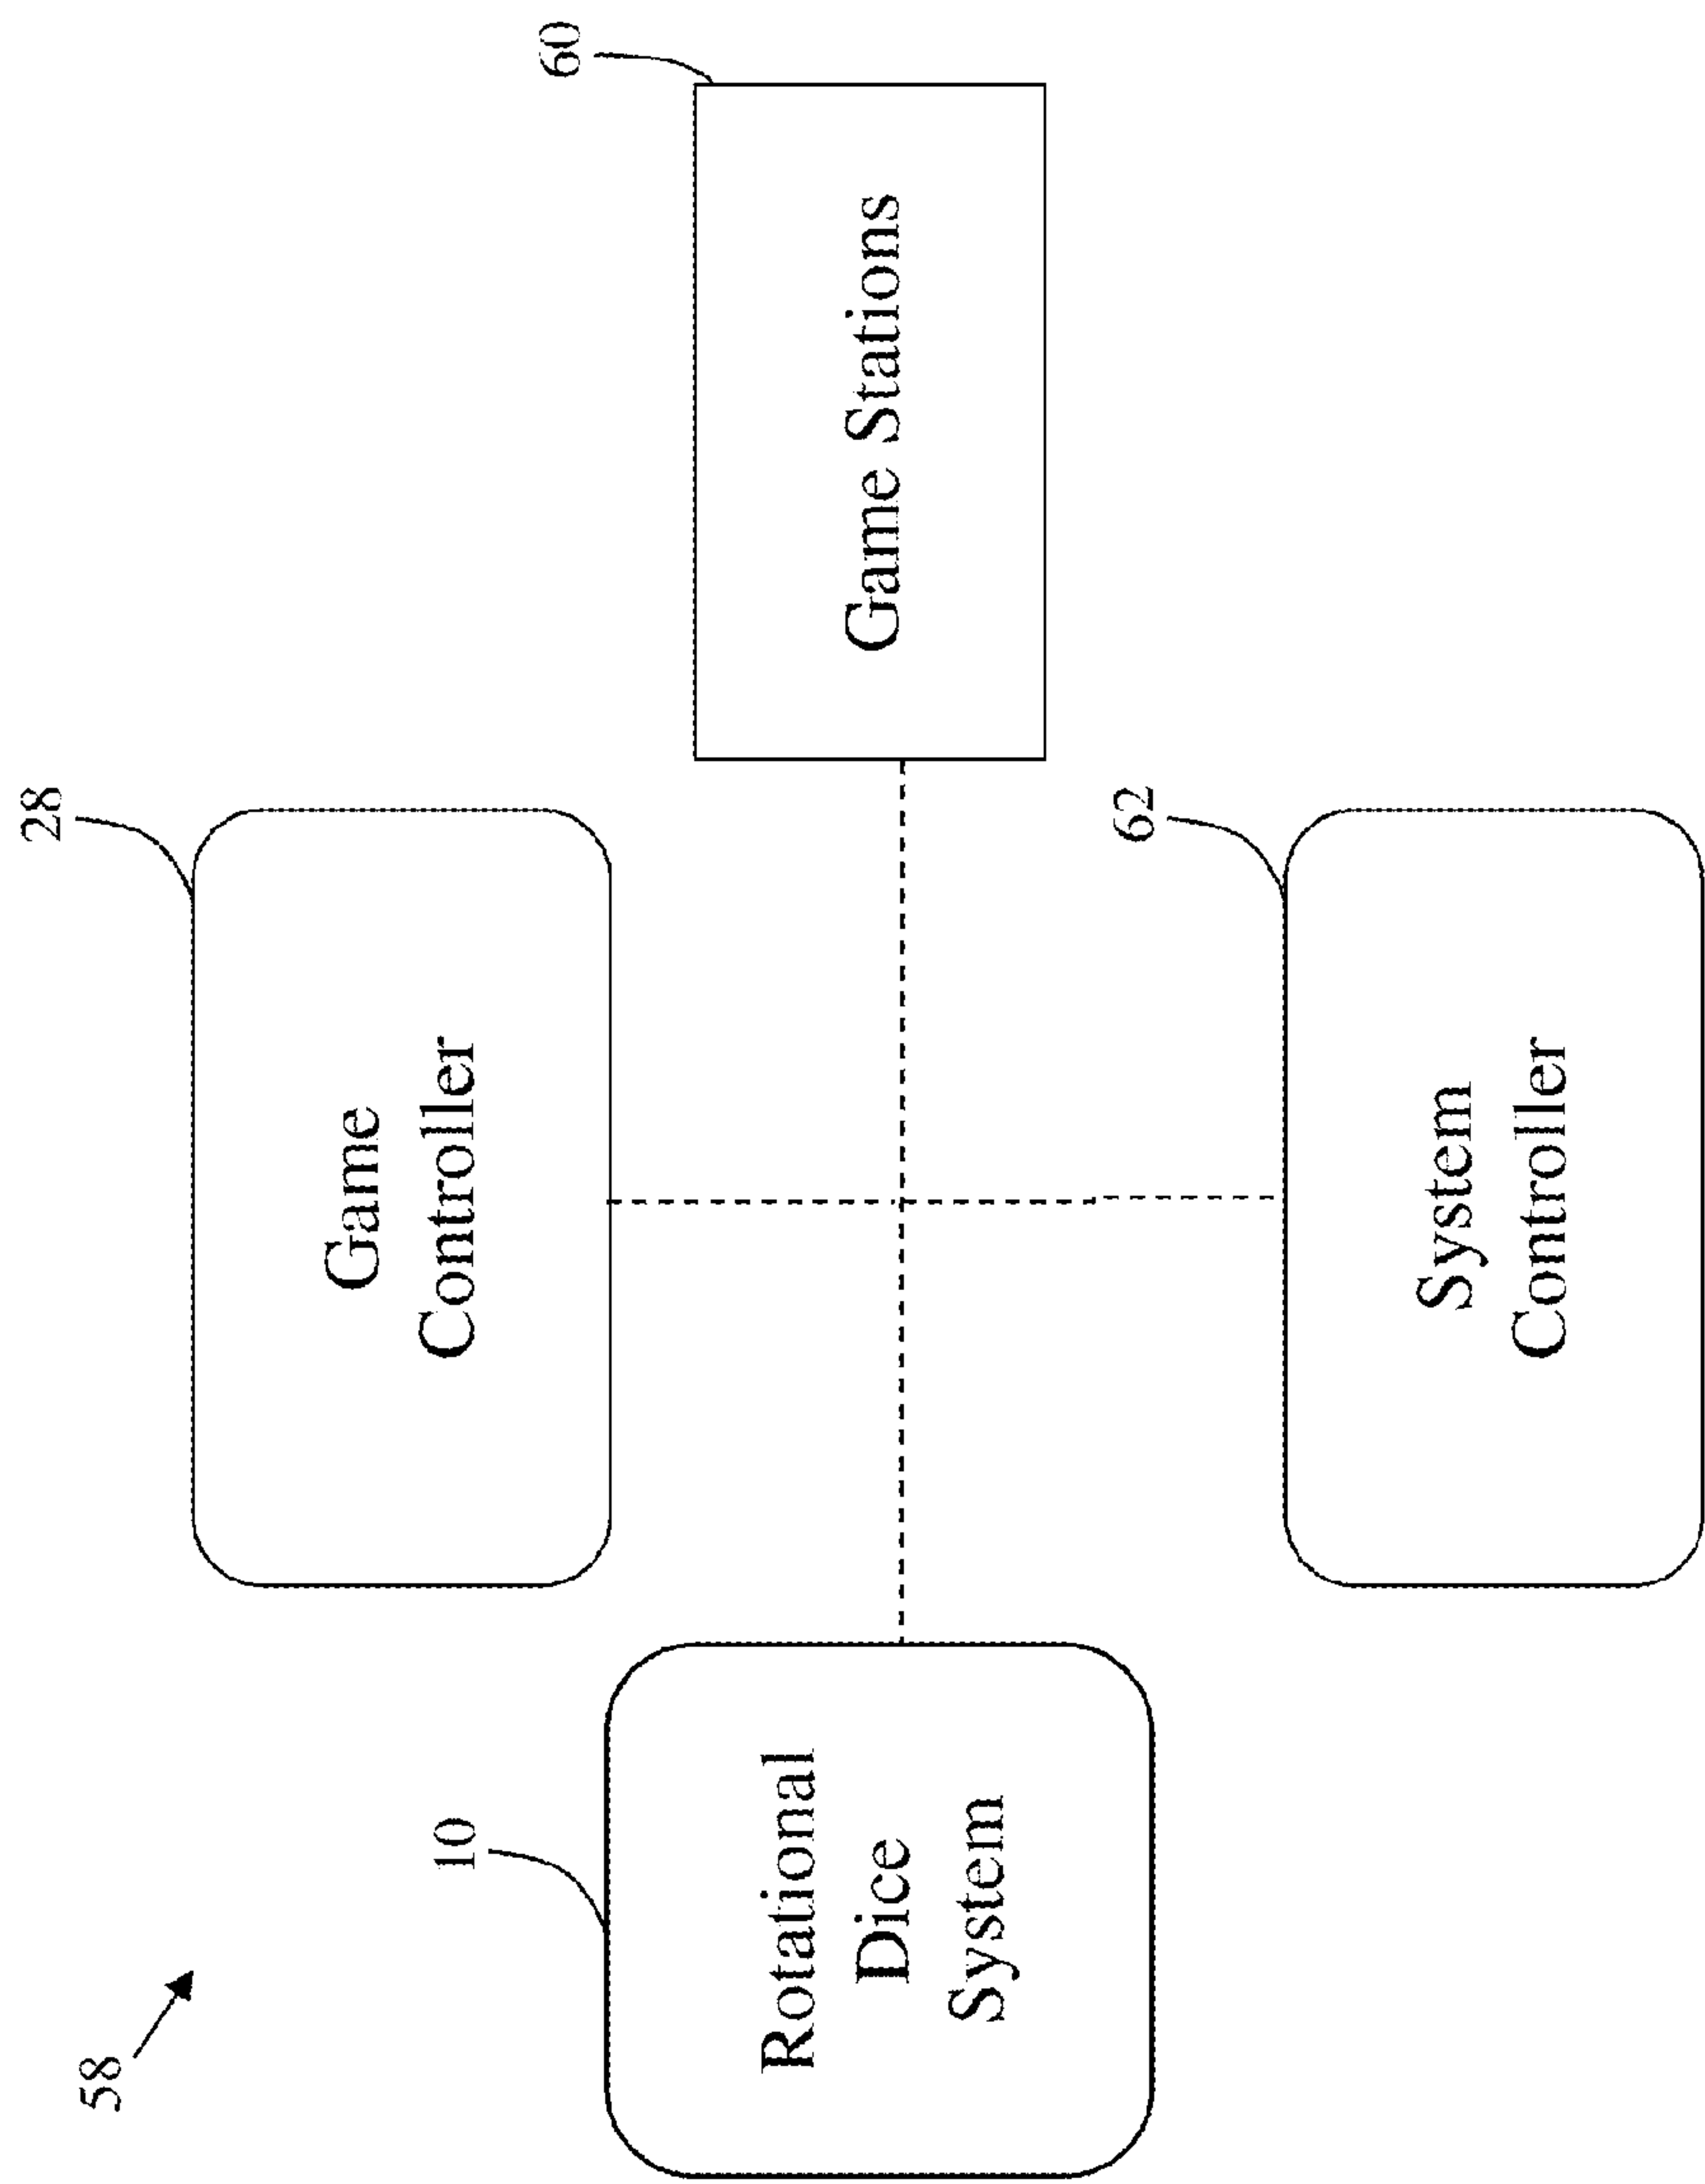 58
28
Game
Controller
10
Rotational
Dice
System
60
Game Stations
62
System
Controller